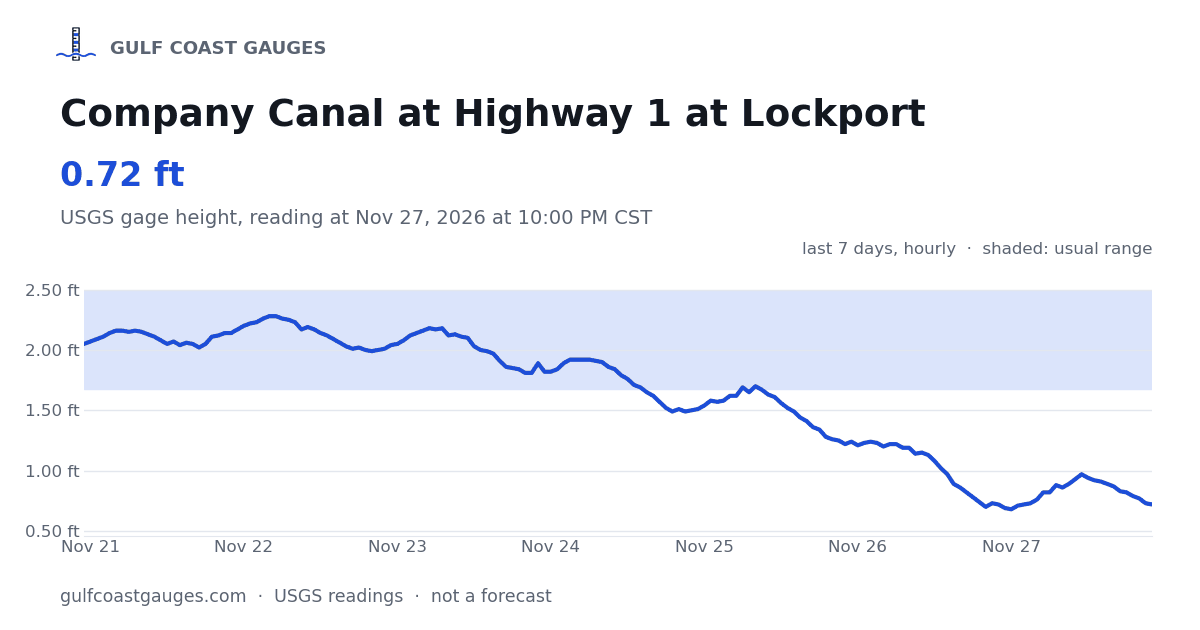 GULF COAST GAUGES
Company Canal at Highway 1 at Lockport
0.72 ft
USGS gage height, reading at Nov 27, 2026 at 10:00 PM CST
last 7 days, hourly · shaded: usual range
2.50 ft
2.00 ft
1.50 ft
1.00 ft
0.50 ft
Nov 21 Nov 22 Nov 23 Nov 24 Nov 25 Nov 26 Nov 27
gulfcoastgauges.com · USGS readings · not a forecast